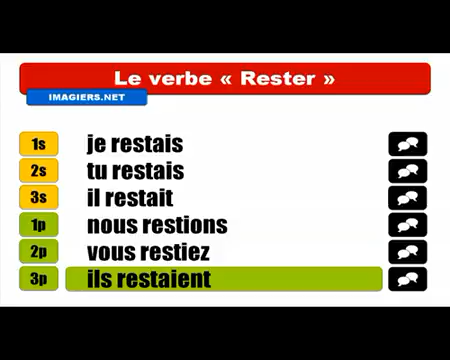 Le verbe « Rester »
IMAGIERS.NET
1s je restais
2s tu restais
3s il restait
1p nous restions
2p vous restiez
3p ils restaient